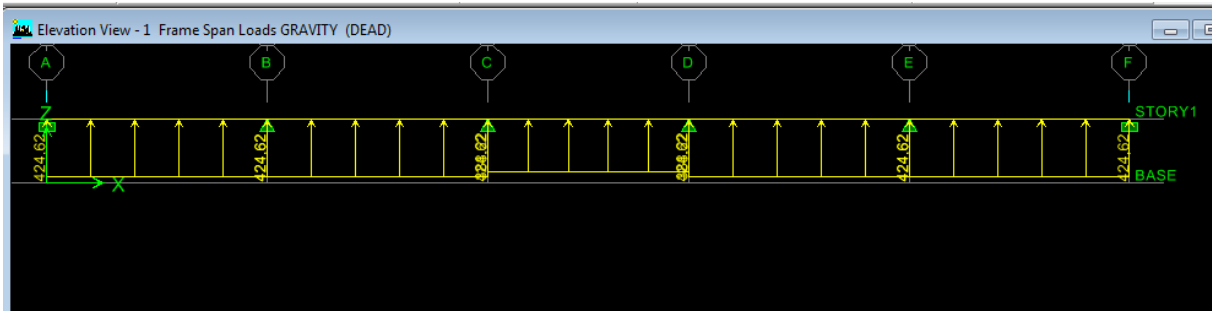 Elevation View - 1 Frame Span Loads GRAVITY (DEAD)
A B C D E F
Z
STORY1
424.62 424.62 424.62 424.62
X
BASE